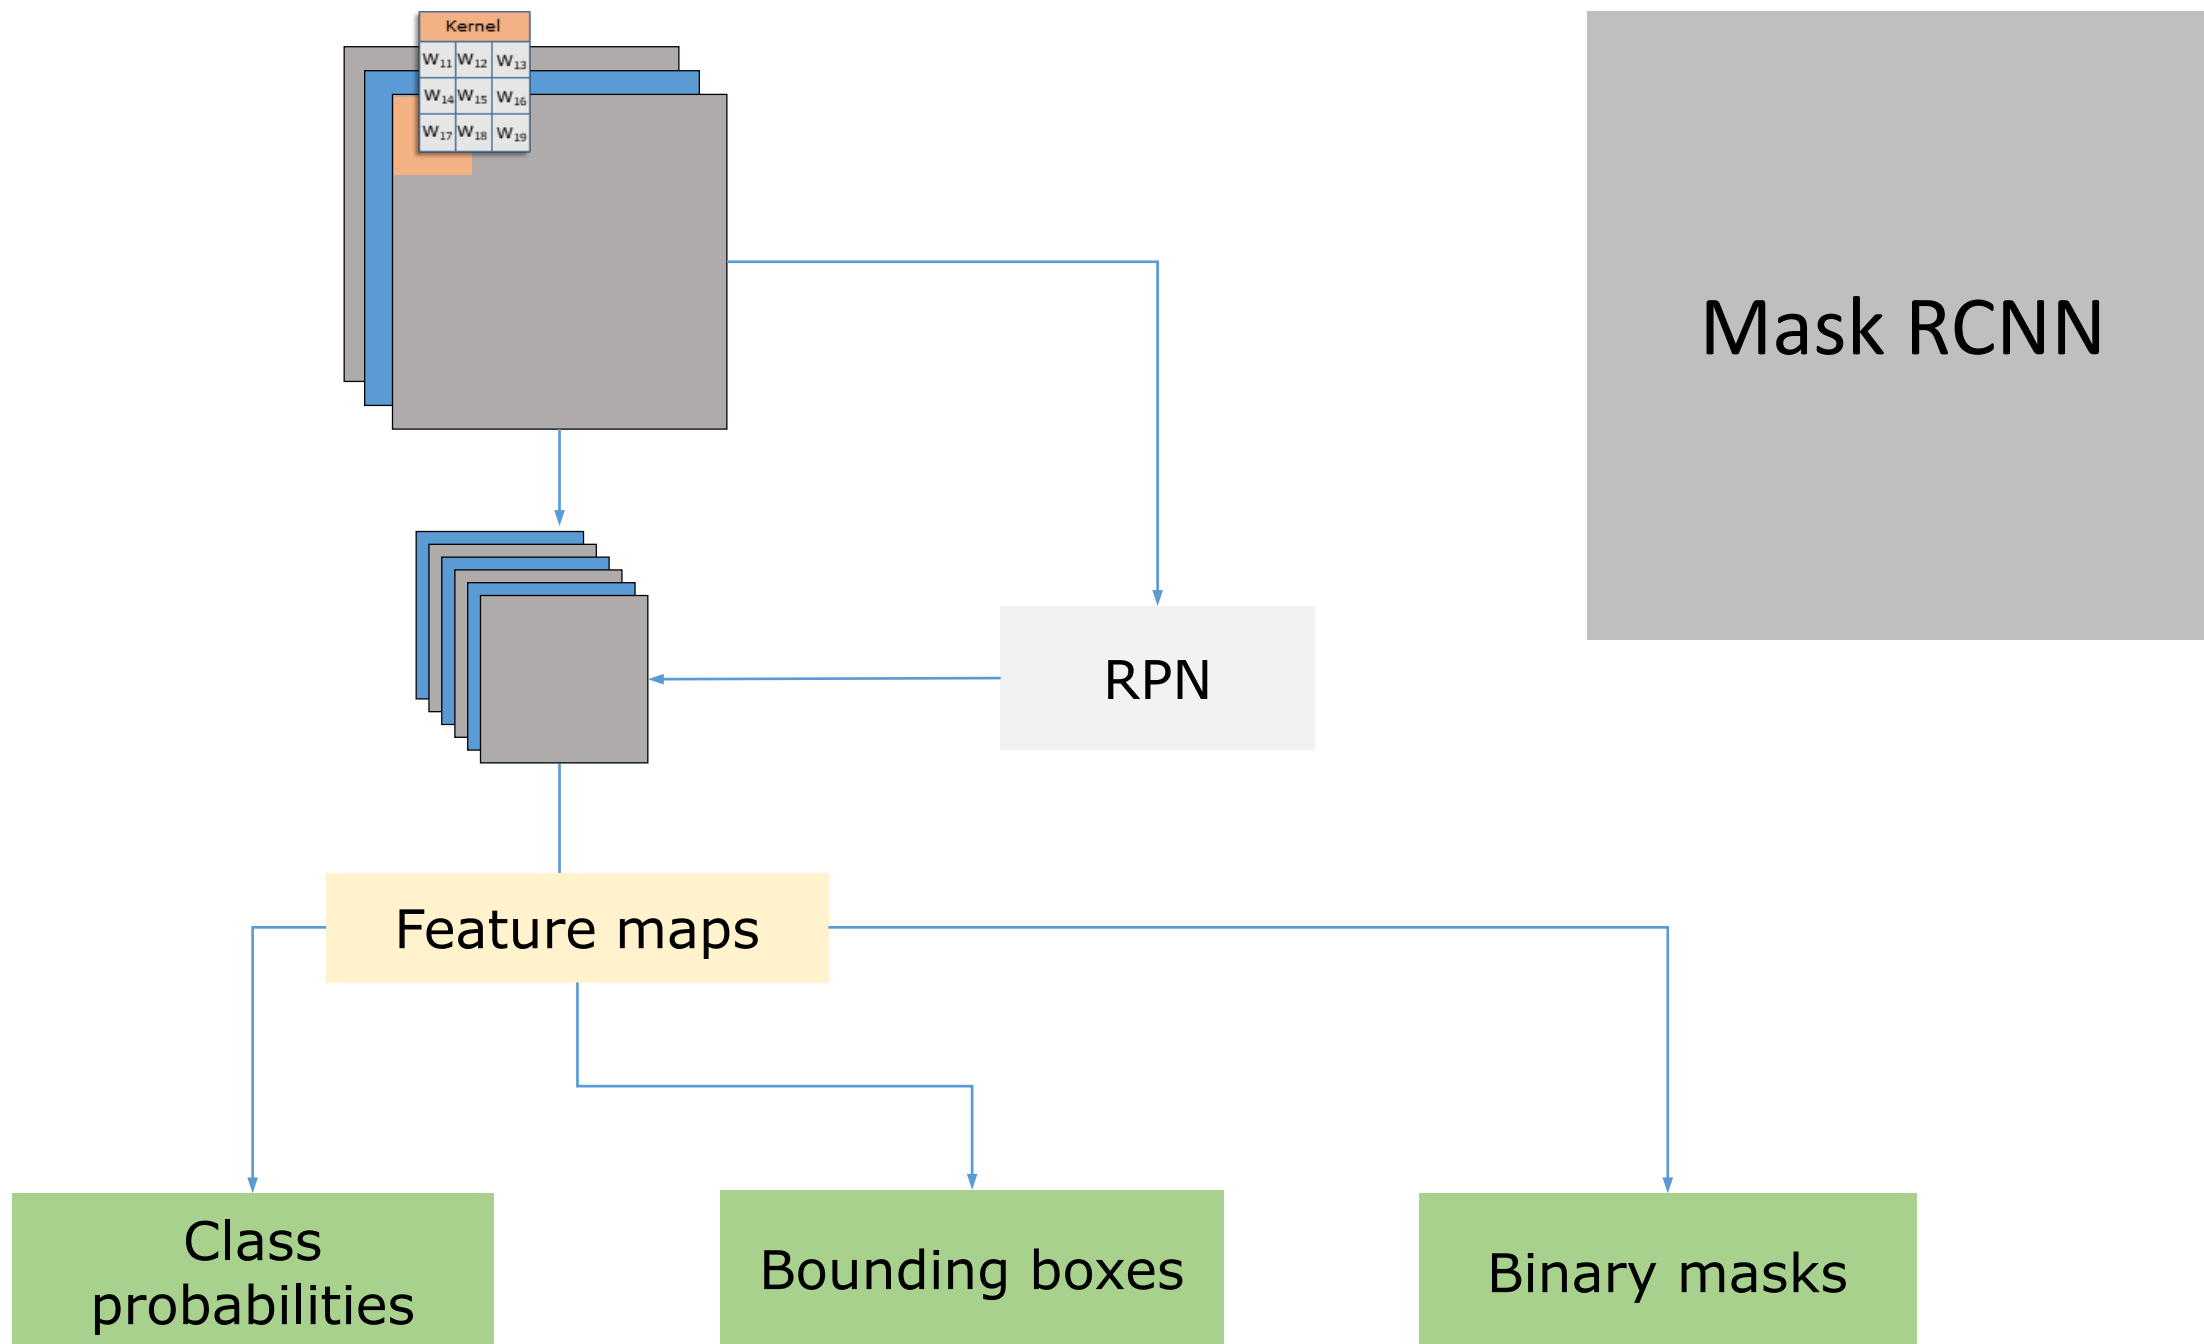 Kernel
W₁₁ W₁₂ W₁₃
W₁₄ W₁₅ W₁₆
W₁₇ W₁₈ W₁₉
Mask RCNN
RPN
Feature maps
Class
probabilities
Bounding boxes
Binary masks